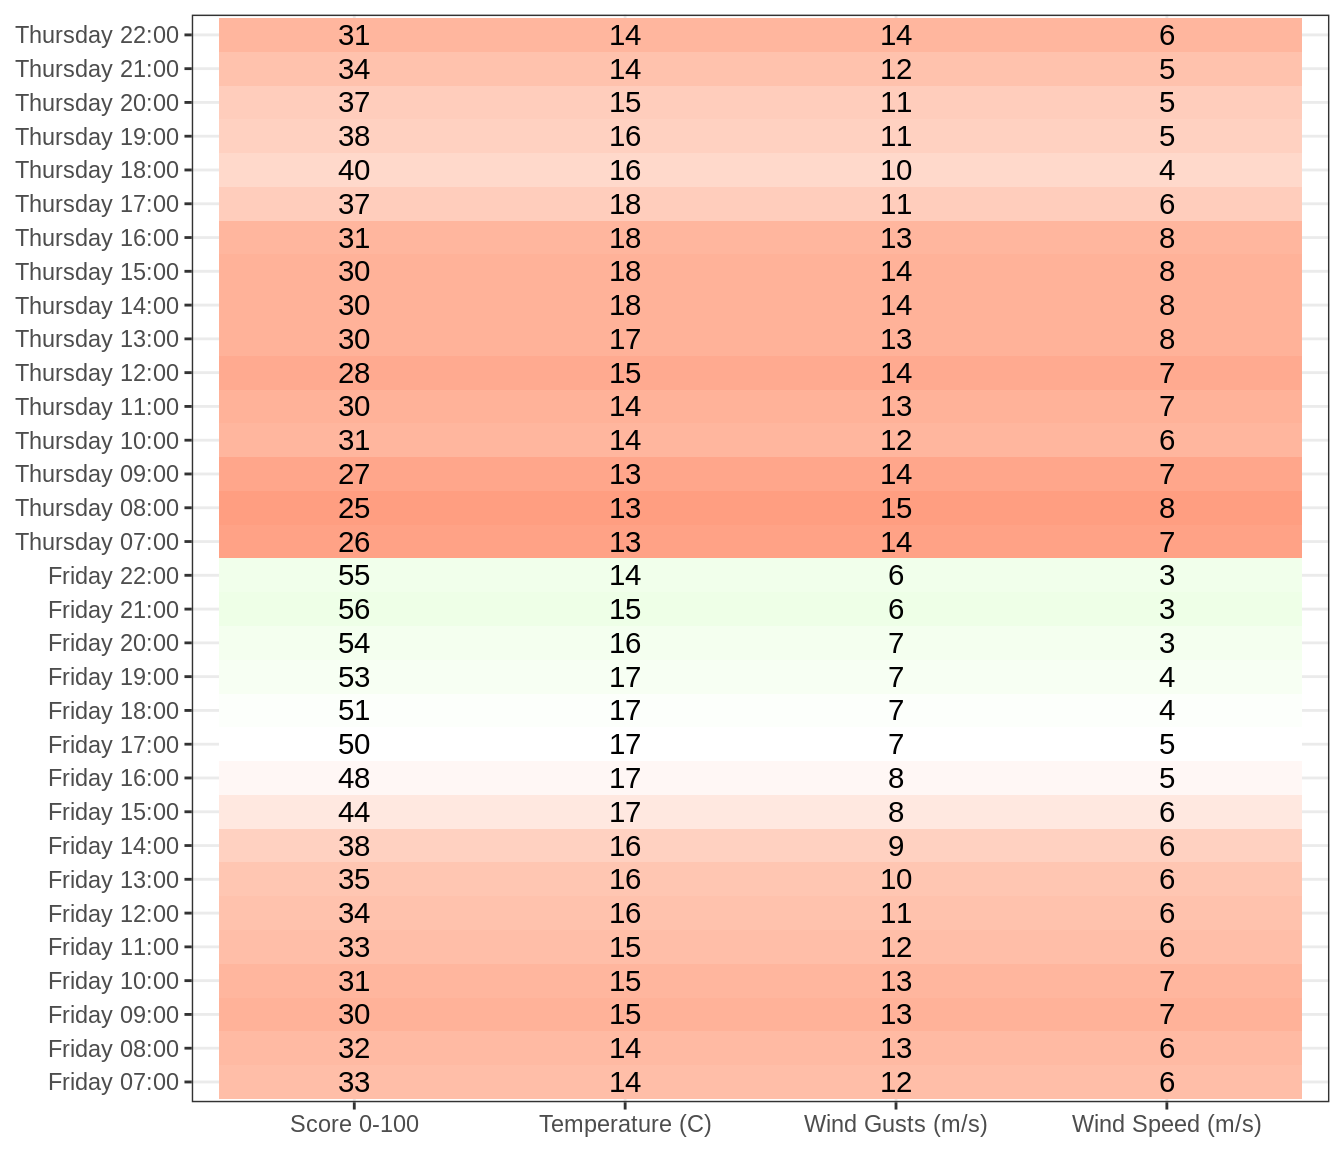 Thursday 22:00 31 14 14 6
Thursday 21:00 34 14 12 5
Thursday 20:00 37 15 11 5
Thursday 19:00 38 16 11 5
Thursday 18:00 40 16 10 4
Thursday 17:00 37 18 11 6
Thursday 16:00 31 18 13 8
Thursday 15:00 30 18 14 8
Thursday 14:00 30 18 14 8
Thursday 13:00 30 17 13 8
Thursday 12:00 28 15 14 7
Thursday 11:00 30 14 13 7
Thursday 10:00 31 14 12 6
Thursday 09:00 27 13 14 7
Thursday 08:00 25 13 15 8
Thursday 07:00 26 13 14 7
Friday 22:00 55 14 6 3
Friday 21:00 56 15 6 3
Friday 20:00 54 16 7 3
Friday 19:00 53 17 7 4
Friday 18:00 51 17 7 4
Friday 17:00 50 17 7 5
Friday 16:00 48 17 8 5
Friday 15:00 44 17 8 6
Friday 14:00 38 16 9 6
Friday 13:00 35 16 10 6
Friday 12:00 34 16 11 6
Friday 11:00 33 15 12 6
Friday 10:00 31 15 13 7
Friday 09:00 30 15 13 7
Friday 08:00 32 14 13 6
Friday 07:00 33 14 12 6
Score 0-100 Temperature (C) Wind Gusts (m/s) Wind Speed (m/s)